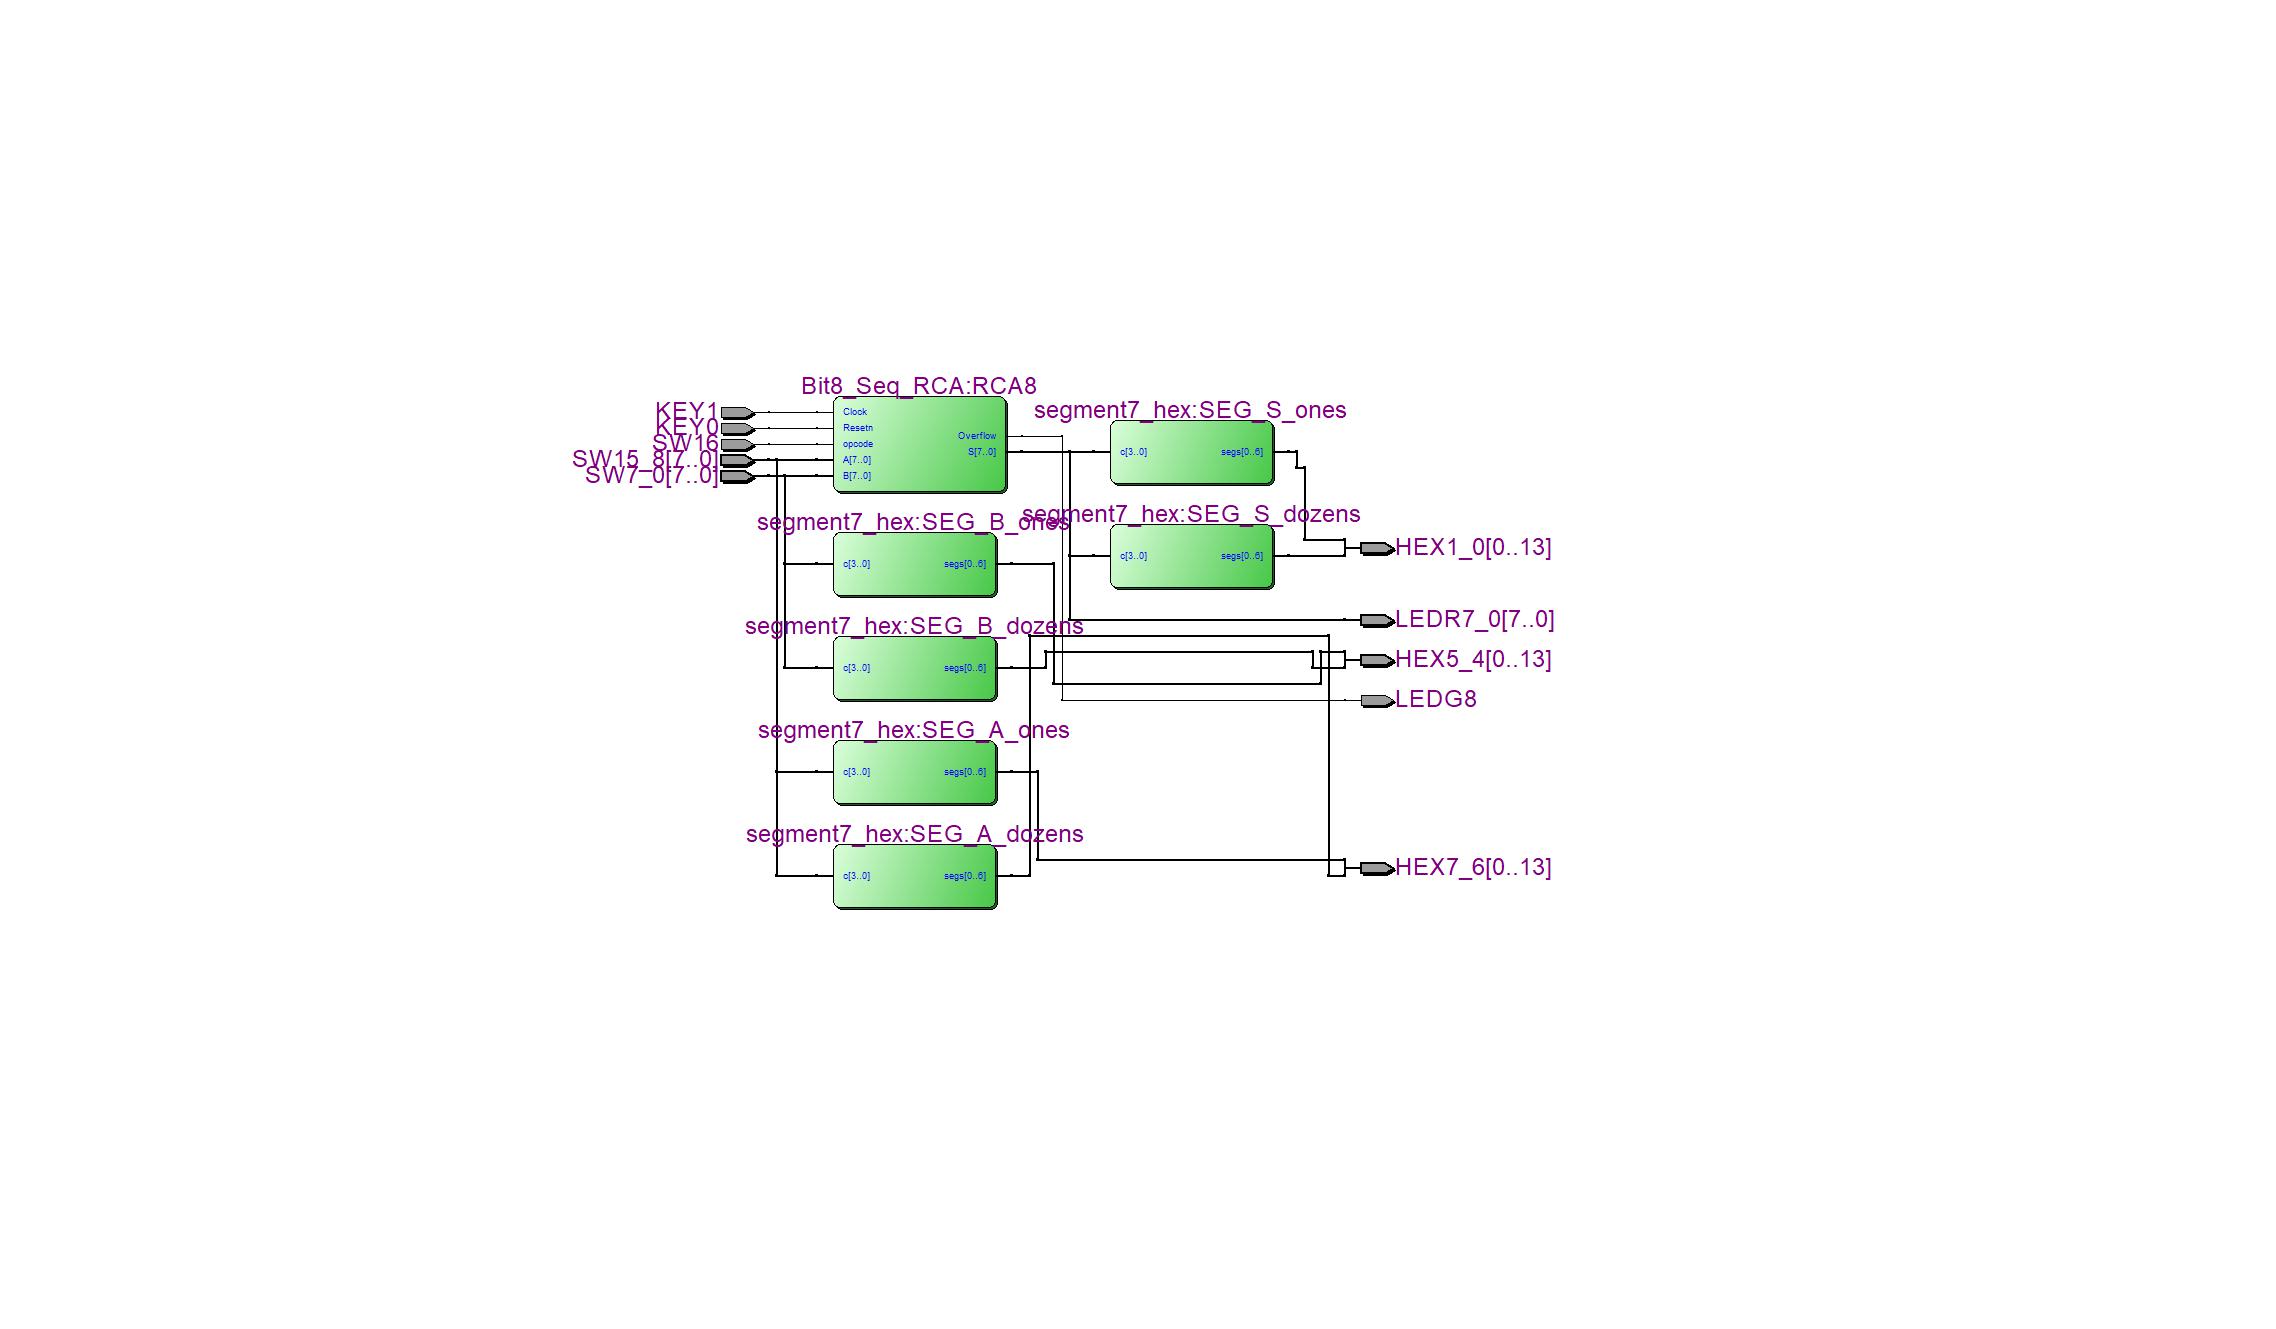 KEY1
KEY0
SW16
SW15_8[7..0]
SW7_0[7..0]
Bit8_Seq_RCA:RCA8
Clock
Resetn
opcode
A[7..0]
B[7..0]
Overflow
S[7..0]
segment7_hex:SEG_S_ones
c[3..0] segs[0..6]
segment7_hex:SEG_S_dozens
c[3..0] segs[0..6]
segment7_hex:SEG_B_ones
c[3..0] segs[0..6]
segment7_hex:SEG_B_dozens
c[3..0] segs[0..6]
segment7_hex:SEG_A_ones
c[3..0] segs[0..6]
segment7_hex:SEG_A_dozens
c[3..0] segs[0..6]
HEX1_0[0..13]
LEDR7_0[7..0]
HEX5_4[0..13]
LEDG8
HEX7_6[0..13]